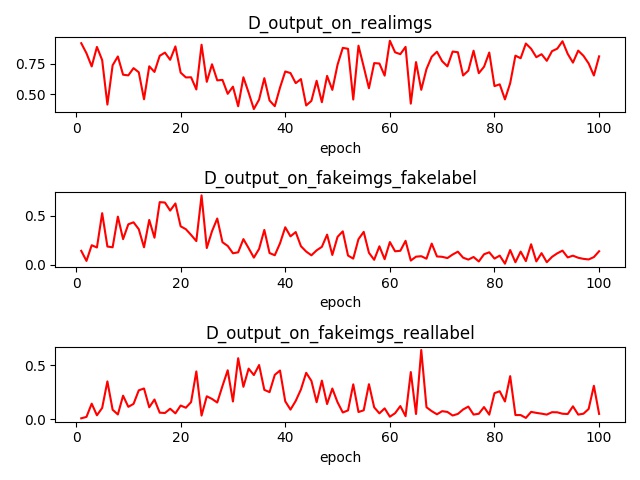 D_output_on_realimgs
0.75
0.50
0 20 40 60 80 100
epoch
D_output_on_fakeimgs_fakelabel
0.5
0.0
0 20 40 60 80 100
epoch
D_output_on_fakeimgs_reallabel
0.5
0.0
0 20 40 60 80 100
epoch